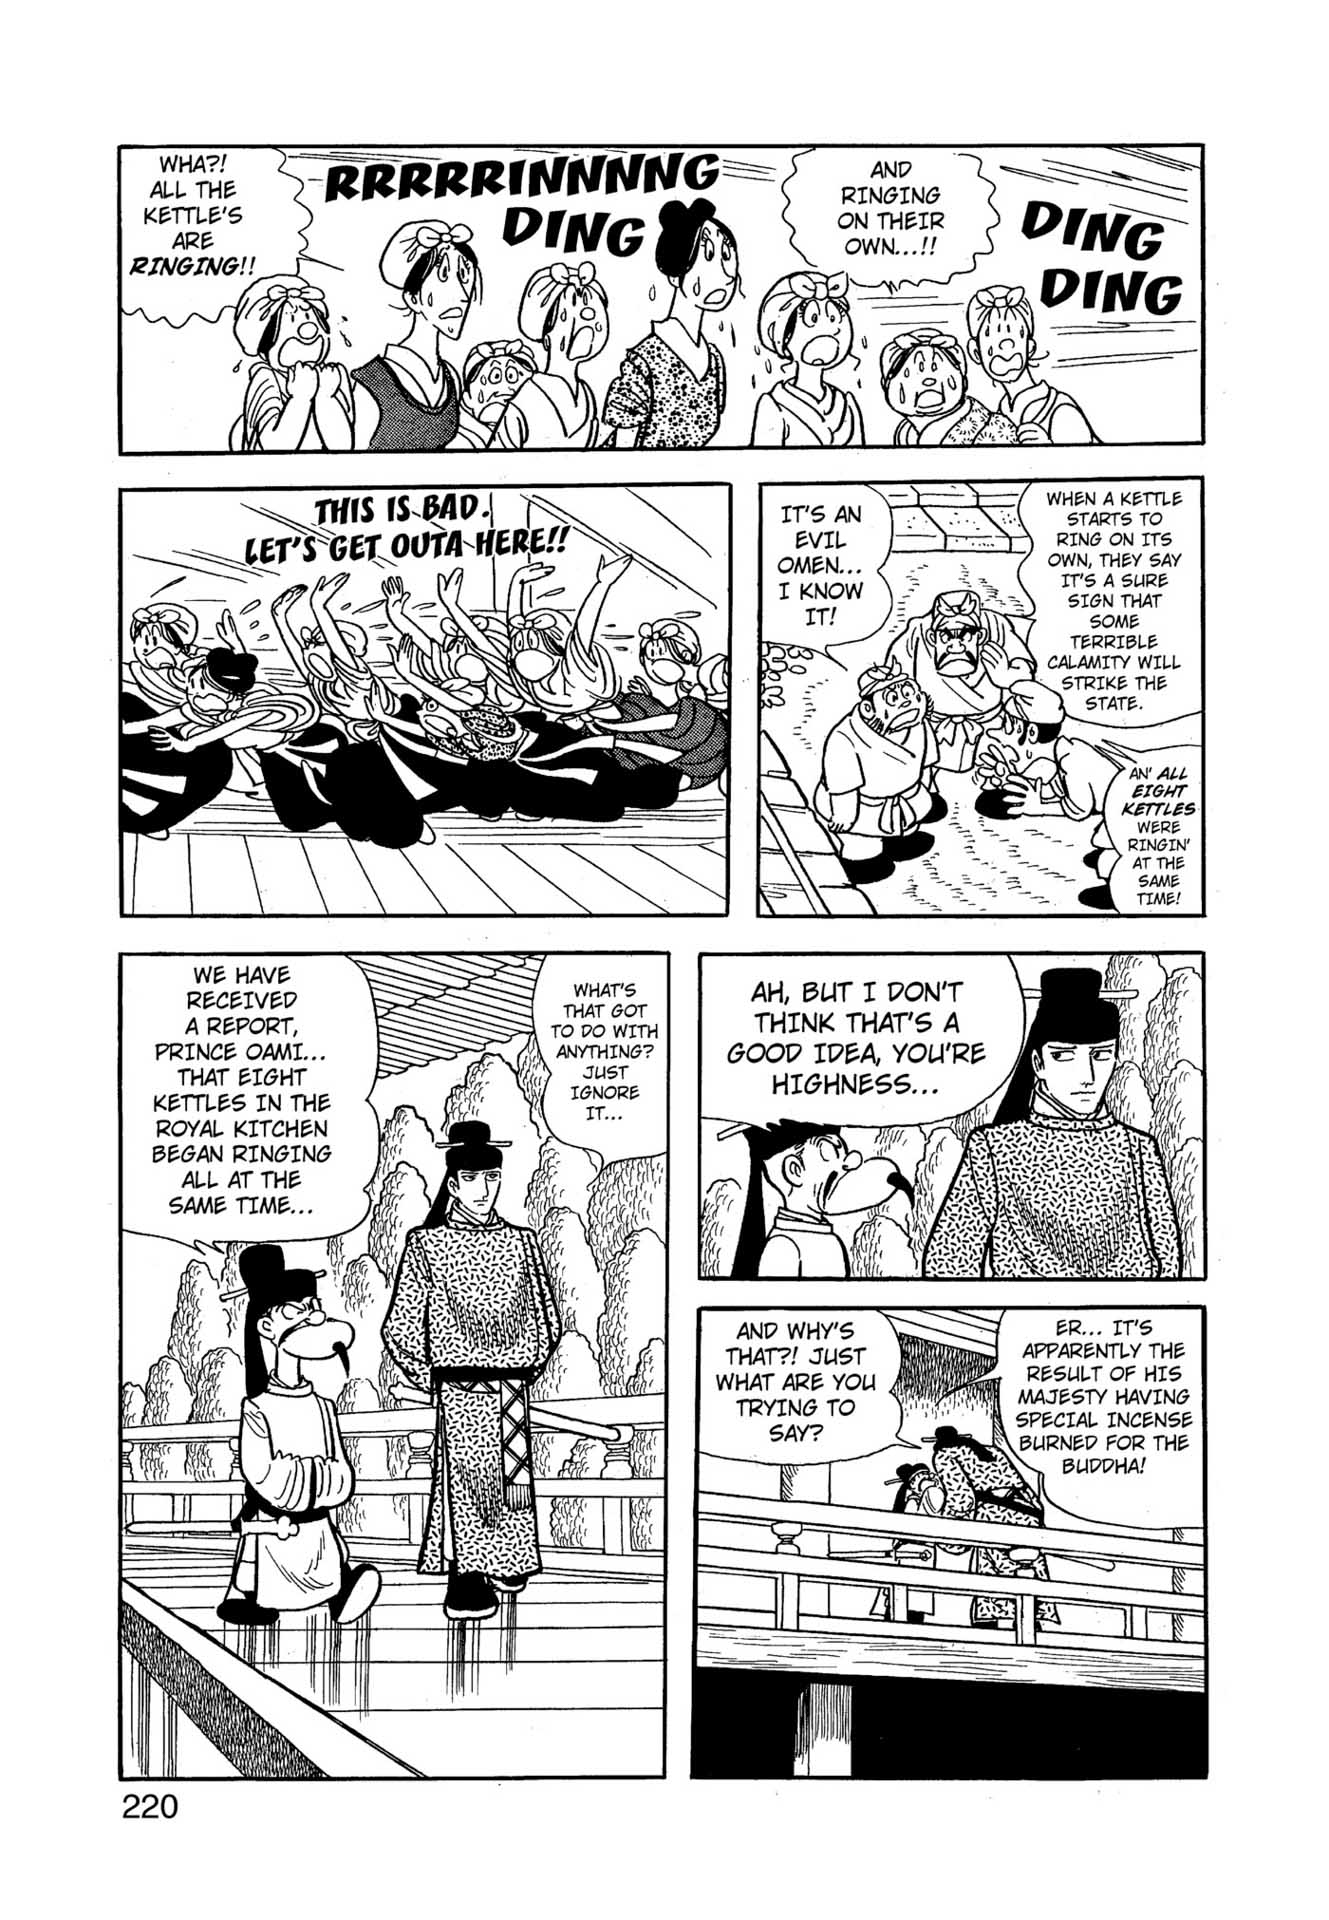 WHA?!
ALL THE
KETTLE'S
ARE
RINGING!!
RRRRRINNNNG
DING
AND
RINGING
ON THEIR
OWN...!!
DING
DING
THIS IS BAD.
LET'S GET OUTA HERE!!
IT'S AN
EVIL
OMEN...
I KNOW
IT!
WHEN A KETTLE
STARTS TO
RING ON ITS
OWN, THEY SAY
IT'S A SURE
SIGN THAT
SOME
TERRIBLE
CALAMITY WILL
STRIKE THE
STATE.
AN' ALL
EIGHT
KETTLES
WERE
RINGIN'
AT THE
SAME
TIME!
WE HAVE
RECEIVED
A REPORT,
PRINCE OAMI...
THAT EIGHT
KETTLES IN THE
ROYAL KITCHEN
BEGAN RINGING
ALL AT THE
SAME TIME...
WHAT'S
THAT GOT
TO DO WITH
ANYTHING?
JUST
IGNORE
IT...
AH, BUT I DON'T
THINK THAT'S A
GOOD IDEA, YOU'RE
HIGHNESS...
AND WHY'S
THAT?! JUST
WHAT ARE YOU
TRYING TO
SAY?
ER... IT'S
APPARENTLY THE
RESULT OF HIS
MAJESTY HAVING
SPECIAL INCENSE
BURNED FOR THE
BUDDHA!
220